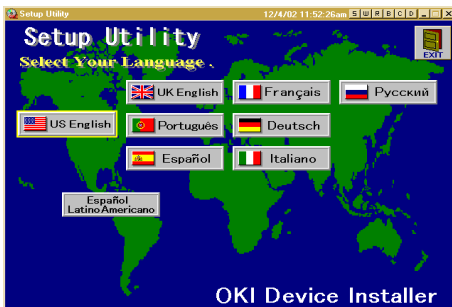 Setup Utility
12/4/02 11:52:26am S W R B C D
Setup Utility
EXIT
Select Your Language .
UK English
Français
Русский
US English
Português
Deutsch
Español
Italiano
Español
Latino Americano
OKI Device Installer